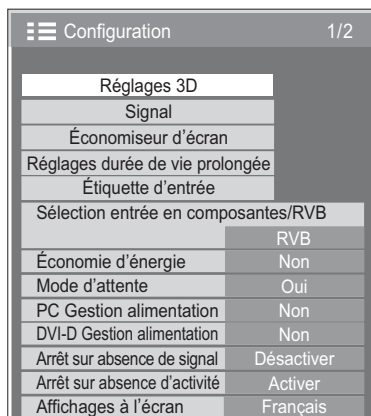 Configuration 1/2
Réglages 3D
Signal
Économiseur d'écran
Réglages durée de vie prolongée
Étiquette d'entrée
Sélection entrée en composantes/RVB
RVB
Économie d'énergie Non
Mode d'attente Oui
PC Gestion alimentation Non
DVI-D Gestion alimentation Non
Arrêt sur absence de signal Désactiver
Arrêt sur absence d'activité Activer
Affichages à l'écran Français